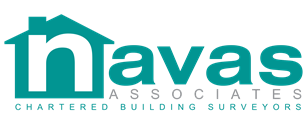 navas
ASSOCIATES
CHARTERED BUILDING SURVEYORS